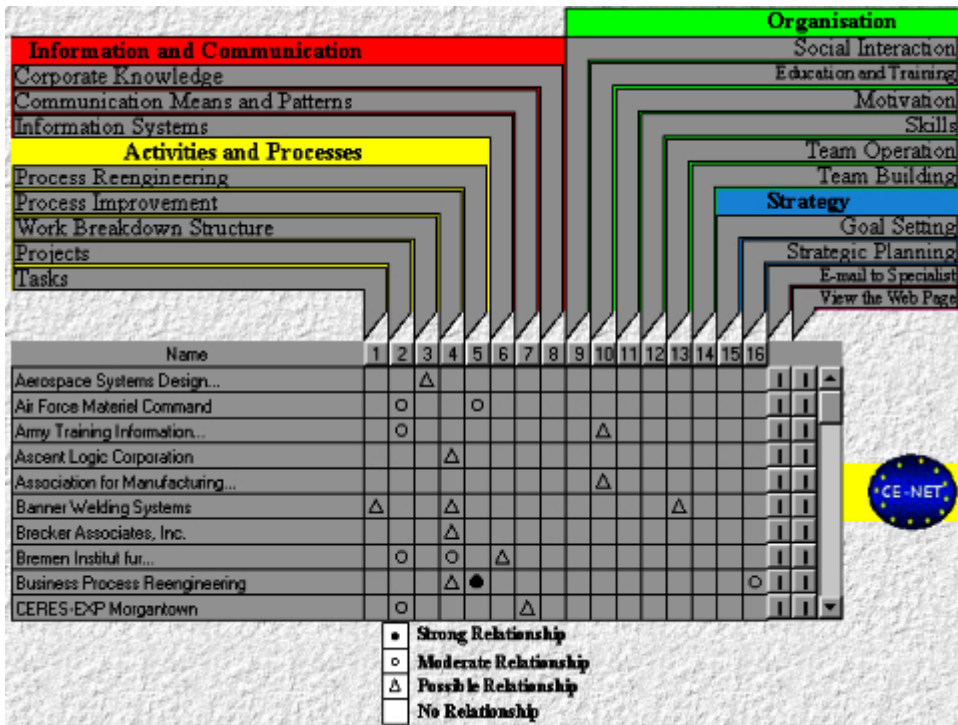 Organisation
Information and Communication
Social Interaction
Corporate Knowledge
Education and Training
Communication Means and Patterns
Motivation
Information Systems
Skills
Activities and Processes
Team Operation
Process Reengineering
Team Building
Process Improvement
Strategy
Work Breakdown Structure
Goal Setting
Projects
Strategic Planning
Tasks
E-mail to Specialist
View the Web Page
Name 1 2 3 4 5 6 7 8 9 10 11 12 13 14 15 16
Aerospace Systems Design...
Air Force Materiel Command
Army Training Information...
Ascent Logic Corporation
Association for Manufacturing...
CE-NET
Banner Welding Systems
Brecker Associates, Inc.
Bremen Institut fur...
Business Process Reengineering
CERES-EXP Morgantown
Strong Relationship
Moderate Relationship
Possible Relationship
No Relationship